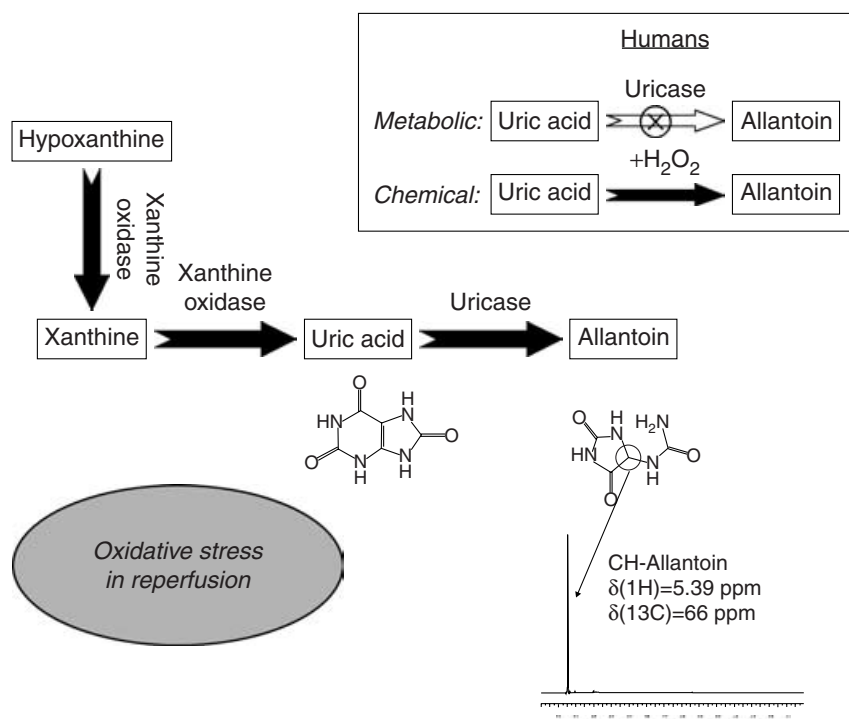 Humans
Uricase
Metabolic: Uric acid Allantoin
+H₂O₂
Chemical: Uric acid Allantoin
Hypoxanthine
Xanthine
oxidase
Xanthine
oxidase
Uricase
Xanthine
Uric acid
Allantoin
O
H
N
HN
O
O
N
H
N
H
O
H
N
H₂N
HN
O
N
H
O
Oxidative stress
in reperfusion
CH-Allantoin
δ(1H)=5.39 ppm
δ(13C)=66 ppm